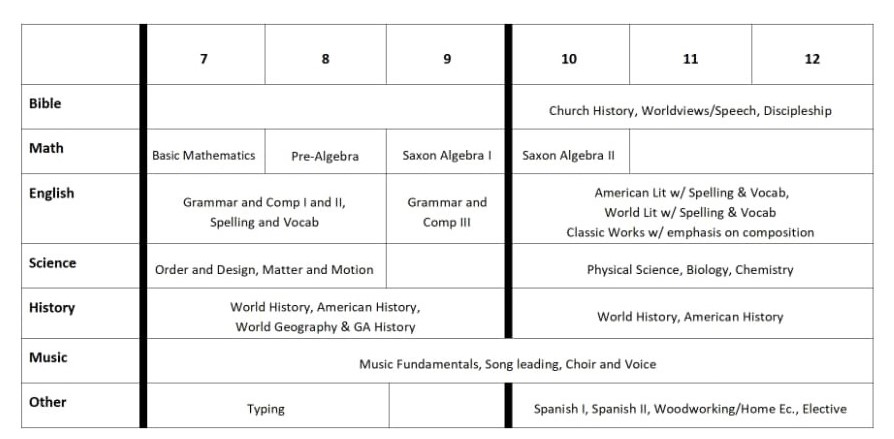 7 8 9 10 11 12
Bible
Church History, Worldviews/Speech, Discipleship
Math
Basic Mathematics Pre-Algebra Saxon Algebra I Saxon Algebra II
English
Grammar and Comp I and II,
Spelling and Vocab
Grammar and
Comp III
American Lit w/ Spelling & Vocab,
World Lit w/ Spelling & Vocab
Classic Works w/ emphasis on composition
Science
Order and Design, Matter and Motion
Physical Science, Biology, Chemistry
History
World History, American History,
World Geography & GA History
World History, American History
Music
Music Fundamentals, Song leading, Choir and Voice
Other
Typing
Spanish I, Spanish II, Woodworking/Home Ec., Elective